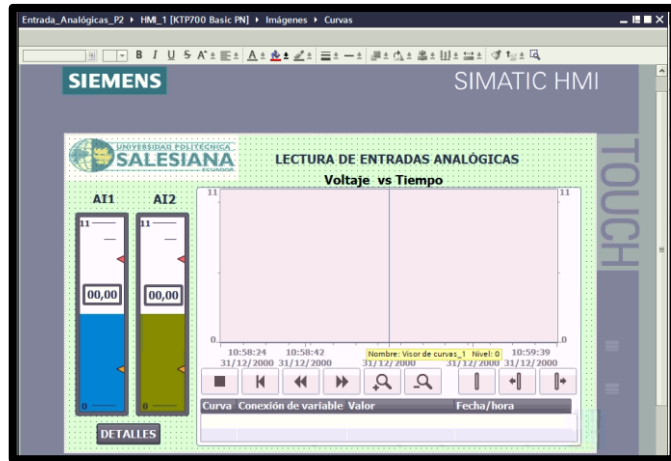 Entrada_Analógicas_P2 ▸ HMI_1 [KTP700 Basic PN] ▸ Imágenes ▸ Curvas
B I U S A
SIEMENS
SIMATIC HMI
TOUCH
UNIVERSIDAD POLITÉCNICA
SALESIANA
ECUADOR
LECTURA DE ENTRADAS ANALÓGICAS
Voltaje vs Tiempo
AI1 AI2
11 11
11 11
00,00 00,00
0 0
0 0
10:58:24 10:58:42 10:59:39
Nombre: Visor de curvas_1 Nivel: 0
31/12/2000 31/12/2000 31/12/2000 31/12/2000
Curva Conexión de variable Valor Fecha/hora
DETALLES